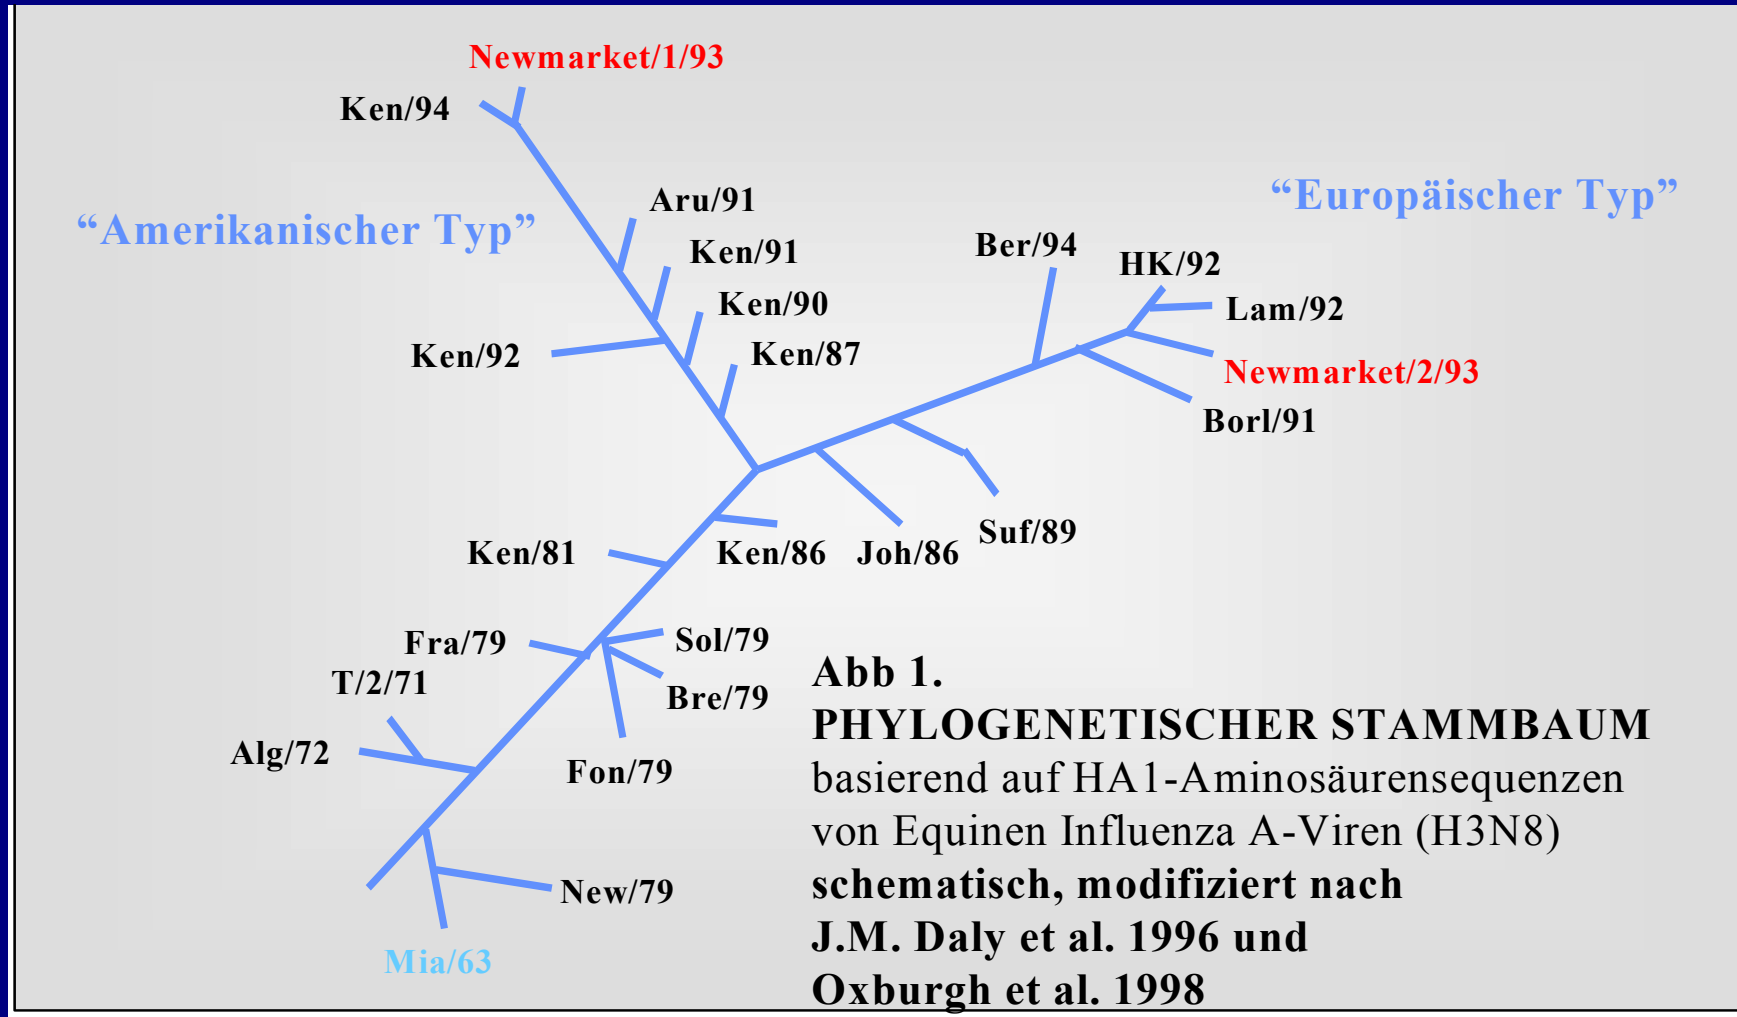 Newmarket/1/93
Ken/94
“Amerikanischer Typ”
Aru/91
Ken/91
Ken/90
Ken/92
Ken/87
“Europäischer Typ”
Ber/94
HK/92
Lam/92
Newmarket/2/93
Borl/91
Suf/89
Joh/86
Ken/86
Ken/81
Fra/79
Sol/79
T/2/71
Bre/79
Alg/72
Fon/79
New/79
Mia/63
Abb 1.
PHYLOGENETISCHER STAMMBAUM
basierend auf HA1-Aminosäurensequenzen
von Equinen Influenza A-Viren (H3N8)
schematisch, modifiziert nach
J.M. Daly et al. 1996 und
Oxburgh et al. 1998